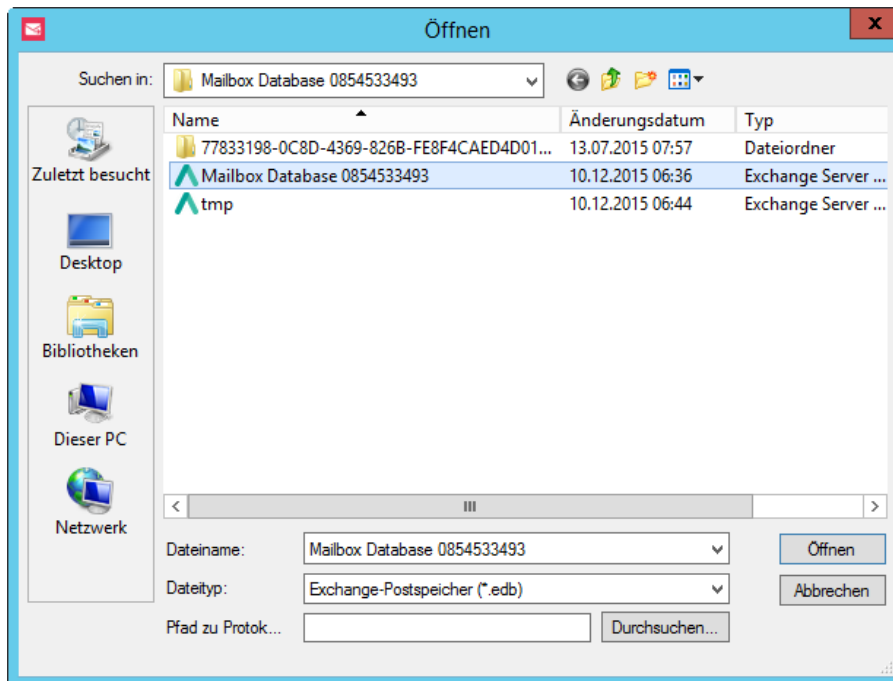 Öffnen
x
Suchen in: Mailbox Database 0854533493
Name Änderungsdatum Typ
77833198-0C8D-4369-826B-FE8F4CAED4D01... 13.07.2015 07:57 Dateiordner
Mailbox Database 0854533493 10.12.2015 06:36 Exchange Server ...
tmp 10.12.2015 06:44 Exchange Server ...
Zuletzt besucht
Desktop
Bibliotheken
Dieser PC
Netzwerk
Dateiname: Mailbox Database 0854533493 Öffnen
Dateityp: Exchange-Postspeicher (*.edb) Abbrechen
Pfad zu Protok... Durchsuchen...